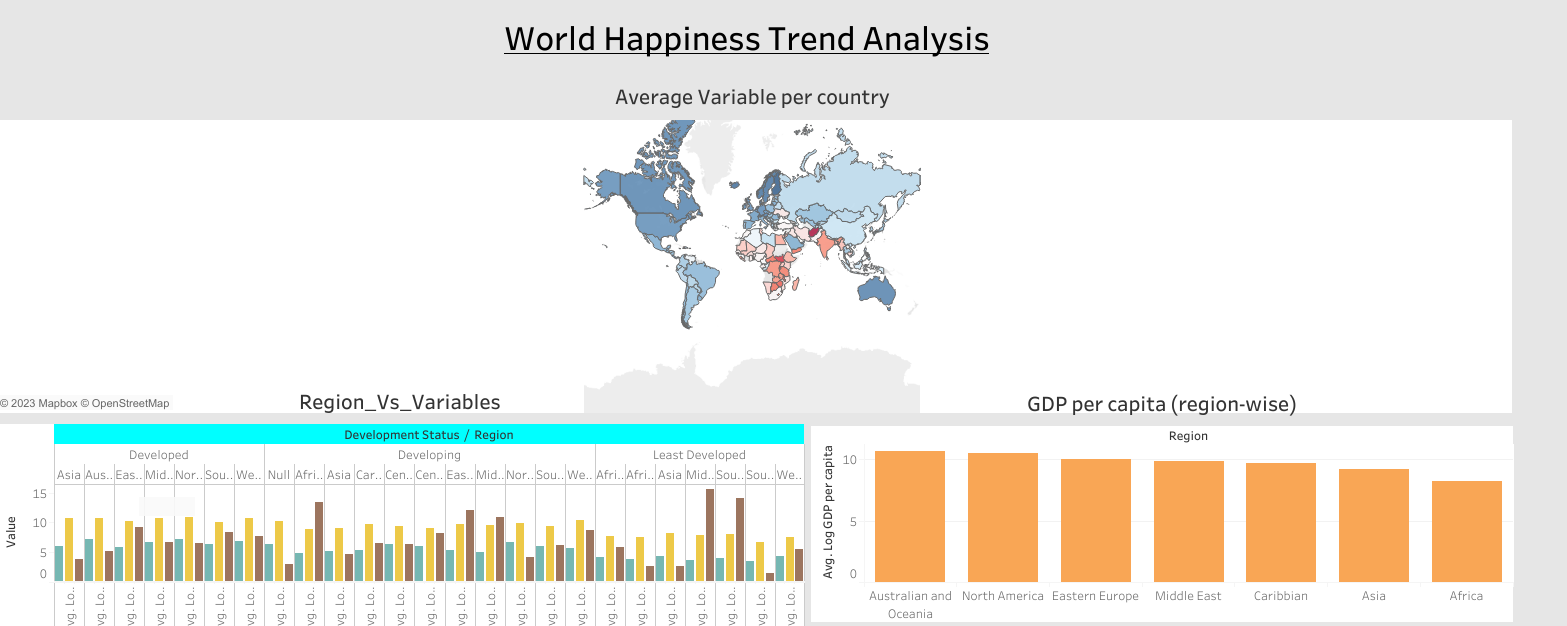 World Happiness Trend Analysis
Average Variable per country
© 2023 Mapbox © OpenStreetMap
Region_Vs_Variables
GDP per capita (region-wise)
Development Status / Region
Developed Developing Least Developed
Asia Aus.. Eas.. Mid.. Nor.. Sou.. We.. Null Afri.. Asia Car.. Cen.. Cen.. Eas.. Mid.. Nor.. Sou.. We.. Afri.. Afri.. Asia Mid.. Sou.. Sou.. We..
15
10
5
0
Value
vg. Lo.. vg. Lo.. vg. Lo.. vg. Lo.. vg. Lo.. vg. Lo.. vg. Lo.. vg. Lo.. vg. Lo.. vg. Lo.. vg. Lo.. vg. Lo.. vg. Lo.. vg. Lo.. vg. Lo.. vg. Lo.. vg. Lo.. vg. Lo.. vg. Lo.. vg. Lo.. vg. Lo.. vg. Lo.. vg. Lo.. vg. Lo.. vg. Lo..
Region
Avg. Log GDP per capita
10
5
0
Australian and North America Eastern Europe Middle East Caribbian Asia Africa
Oceania